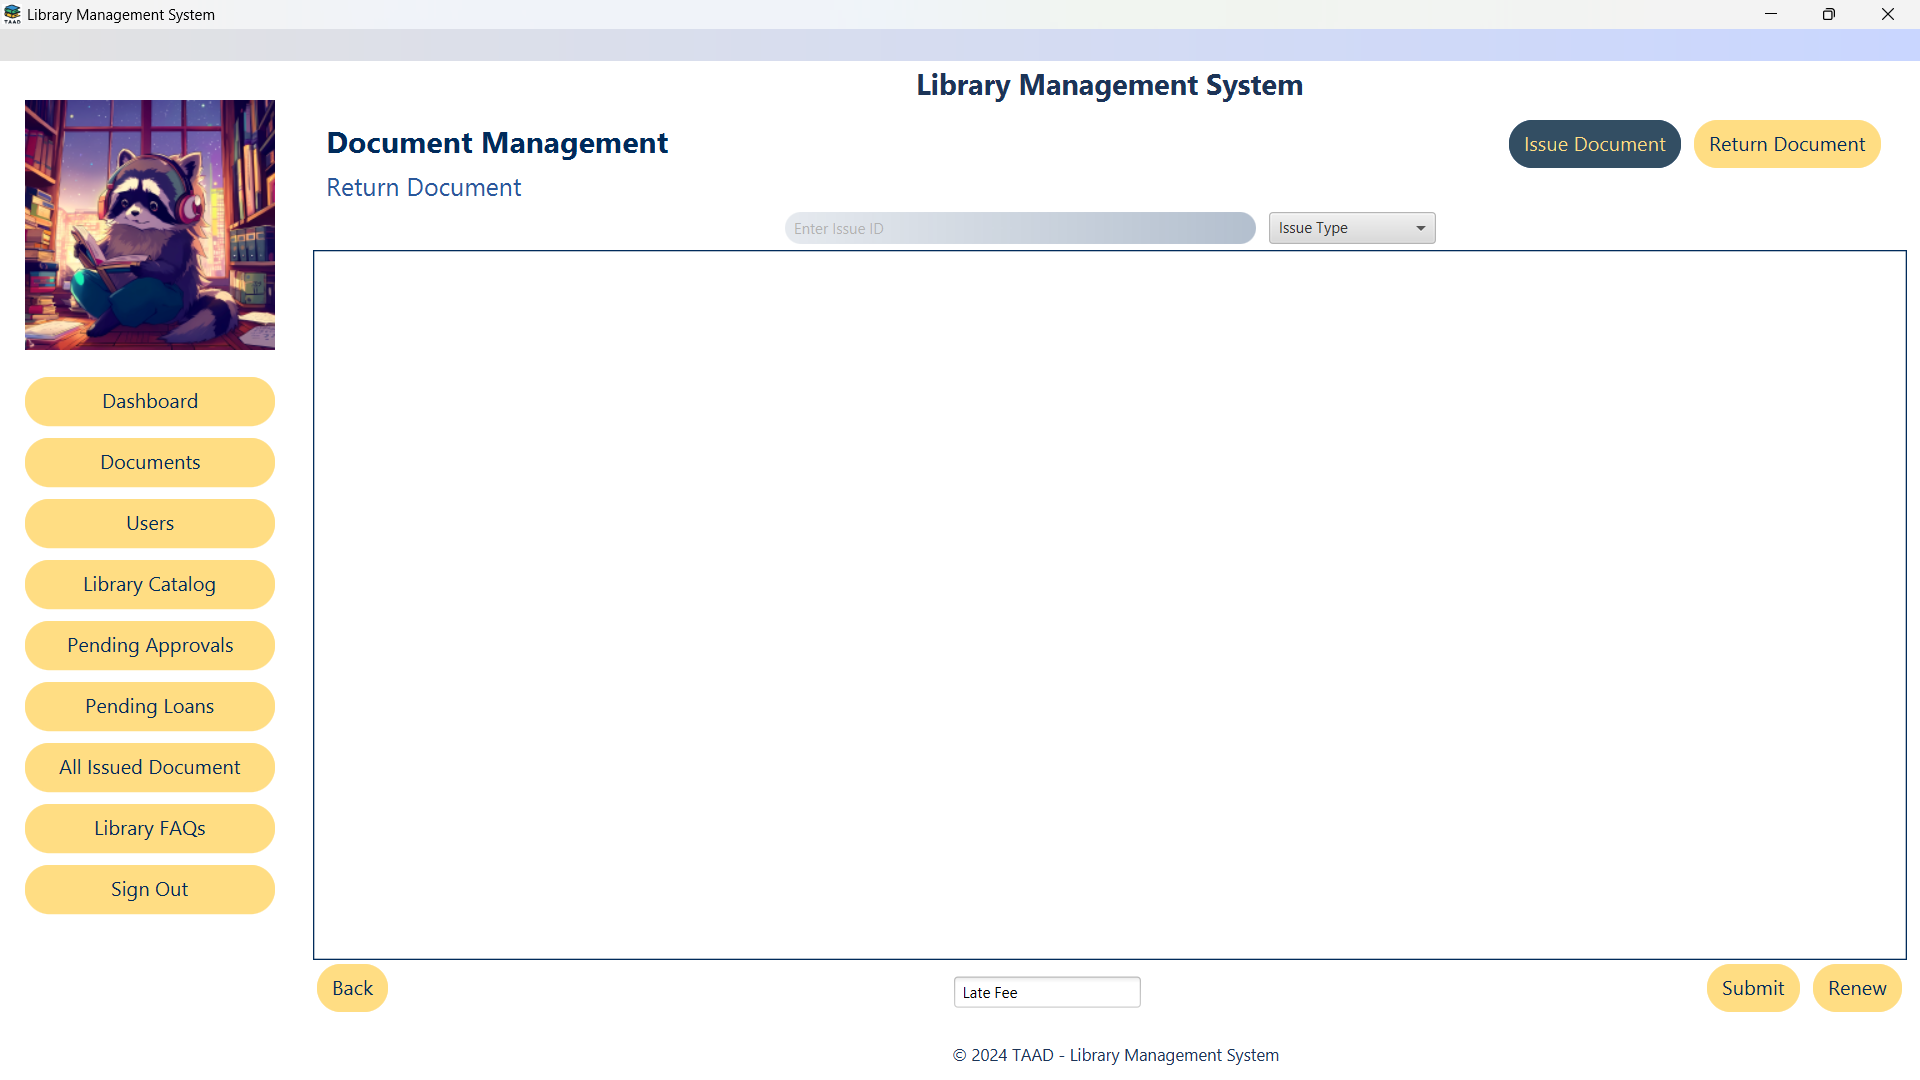 Library Management System
Library Management System
Document Management
Issue Document
Return Document
Return Document
Enter Issue ID
Issue Type
Dashboard
Documents
Users
Library Catalog
Pending Approvals
Pending Loans
All Issued Document
Library FAQs
Sign Out
Back
Late Fee
Submit
Renew
© 2024 TAAD - Library Management System